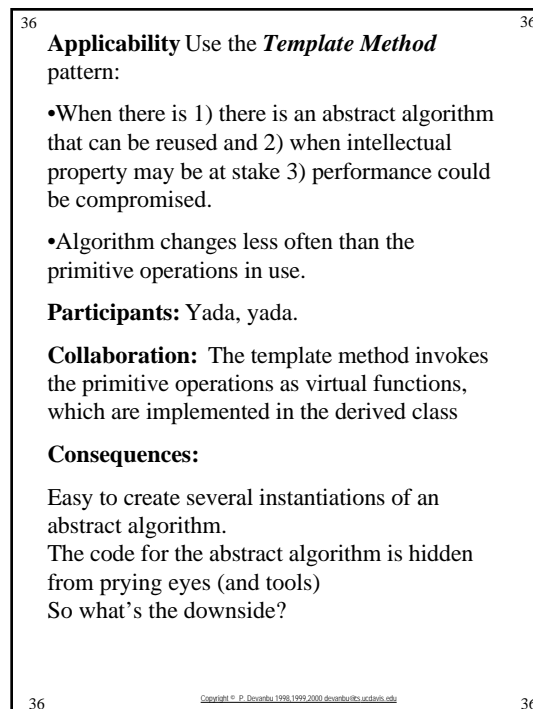 36 36
Applicability Use the Template Method
pattern:
•When there is 1) there is an abstract algorithm
that can be reused and 2) when intellectual
property may be at stake 3) performance could
be compromised.
•Algorithm changes less often than the
primitive operations in use.
Participants: Yada, yada.
Collaboration: The template method invokes
the primitive operations as virtual functions,
which are implemented in the derived class
Consequences:
Easy to create several instantiations of an
abstract algorithm.
The code for the abstract algorithm is hidden
from prying eyes (and tools)
So what’s the downside?
Copyright © P. Devanbu 1998,1999,2000 devanbu@cs.ucdavis.edu
36 36